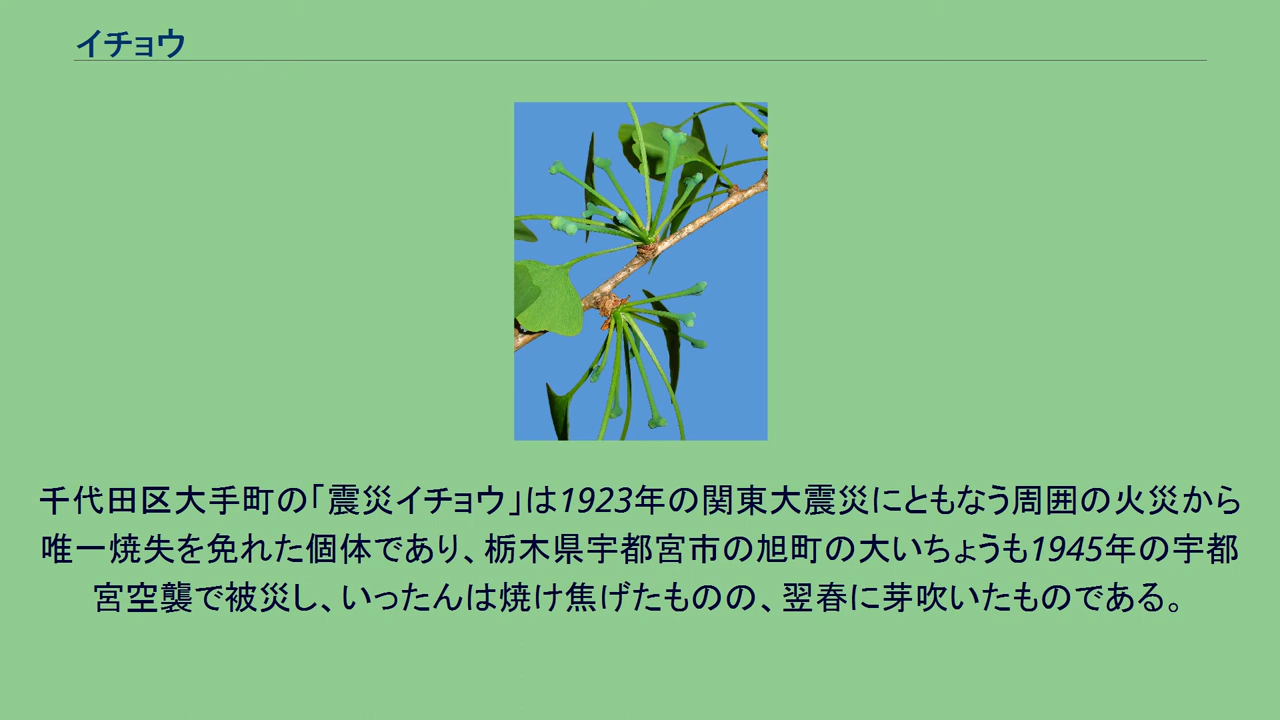 イチョウ
千代田区大手町の「震災イチョウ」は1923年の関東大震災にともなう周囲の火災から
唯一焼失を免れた個体であり、栃木県宇都宮市の旭町の大いちょうも1945年の宇都
宮空襲で被災し、いったんは焼け焦げたものの、翌春に芽吹いたものである。